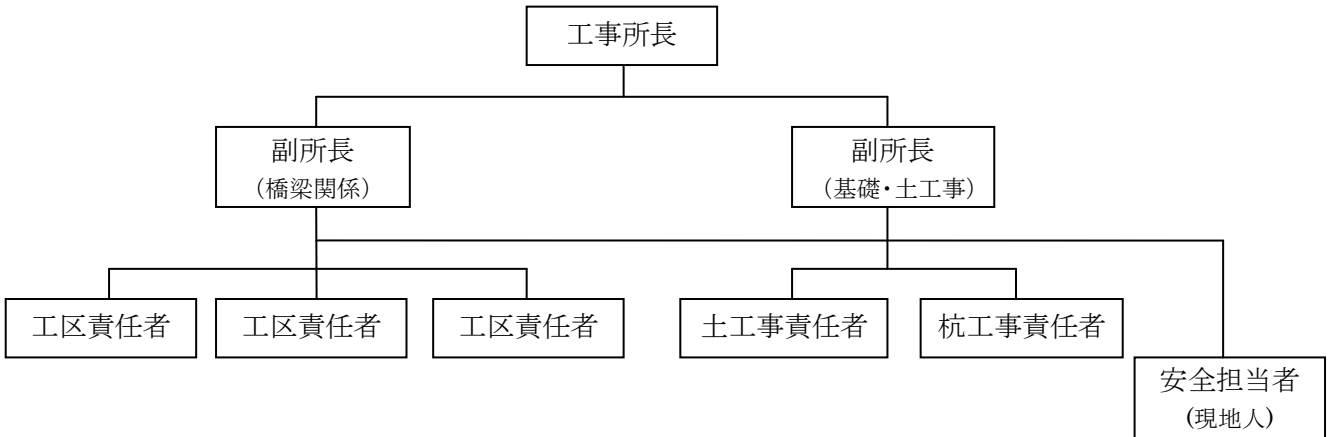 工事所長
副所長
（橋梁関係）
副所長
（基礎・土工事）
工区責任者
工区責任者
工区責任者
土工事責任者
杭工事責任者
安全担当者
(現地人)